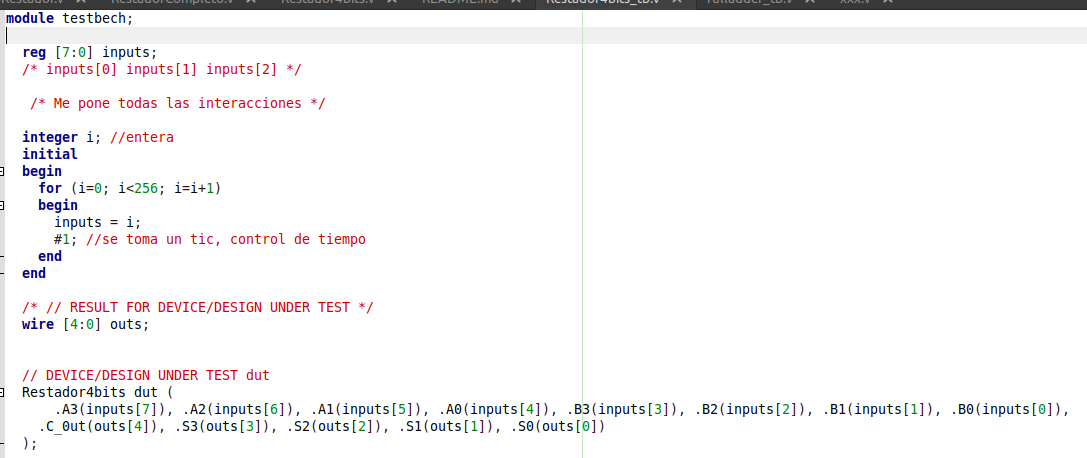 Restador.v RestadorCompleto.v Restador4bits.v README.md Restador4bits_tb.v Fulladder_tb.v xxx.v
module testbech;
reg [7:0] inputs;
/* inputs[0] inputs[1] inputs[2] */
/* Me pone todas las interacciones */
integer i; //entera
initial
begin
for (i=0; i<256; i=i+1)
begin
inputs = i;
#1; //se toma un tic, control de tiempo
end
end
/* // RESULT FOR DEVICE/DESIGN UNDER TEST */
wire [4:0] outs;
// DEVICE/DESIGN UNDER TEST dut
Restador4bits dut (
.A3(inputs[7]), .A2(inputs[6]), .A1(inputs[5]), .A0(inputs[4]), .B3(inputs[3]), .B2(inputs[2]), .B1(inputs[1]), .B0(inputs[0]),
.C_0ut(outs[4]), .S3(outs[3]), .S2(outs[2]), .S1(outs[1]), .S0(outs[0])
);